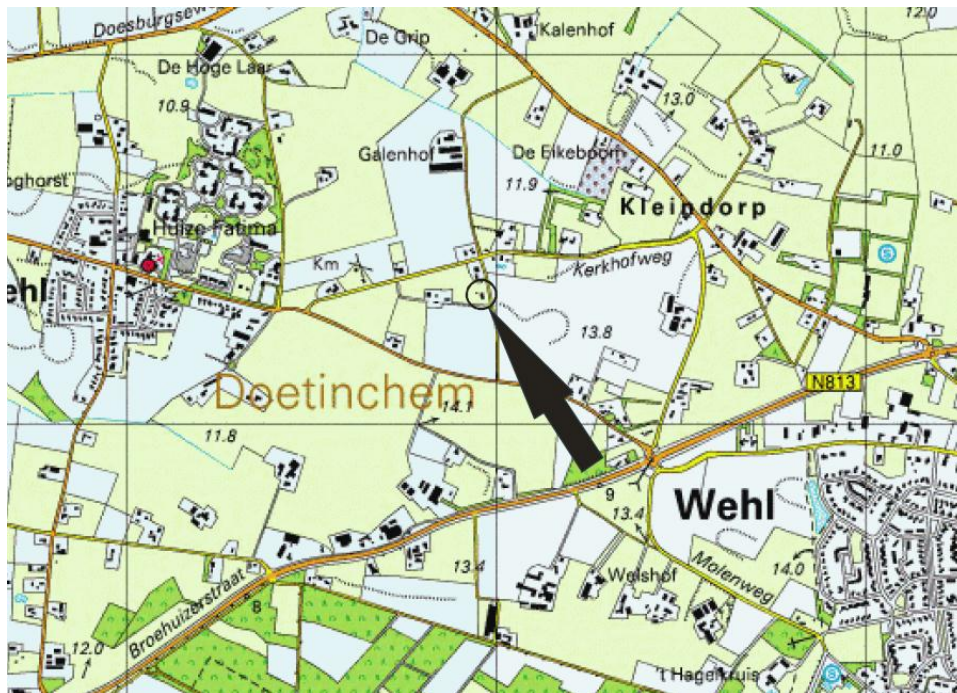 Doesburgsew
De Grip
Kalenhof
12.0
De Hoge Laar
10.9
13.0
Galenhof
De Eikeboom
11.0
oghorst
11.9
Kleindorp
Huize Fatima
Km
Kerkhofweg
S
ehl
13.8
N813
Doetinchem
14.1
11.8
9
Wehl
13.4
13.4
Welshof
Molenweg
14.0
Broehuizerstraat
8
12.0
't Hagelkruis
S